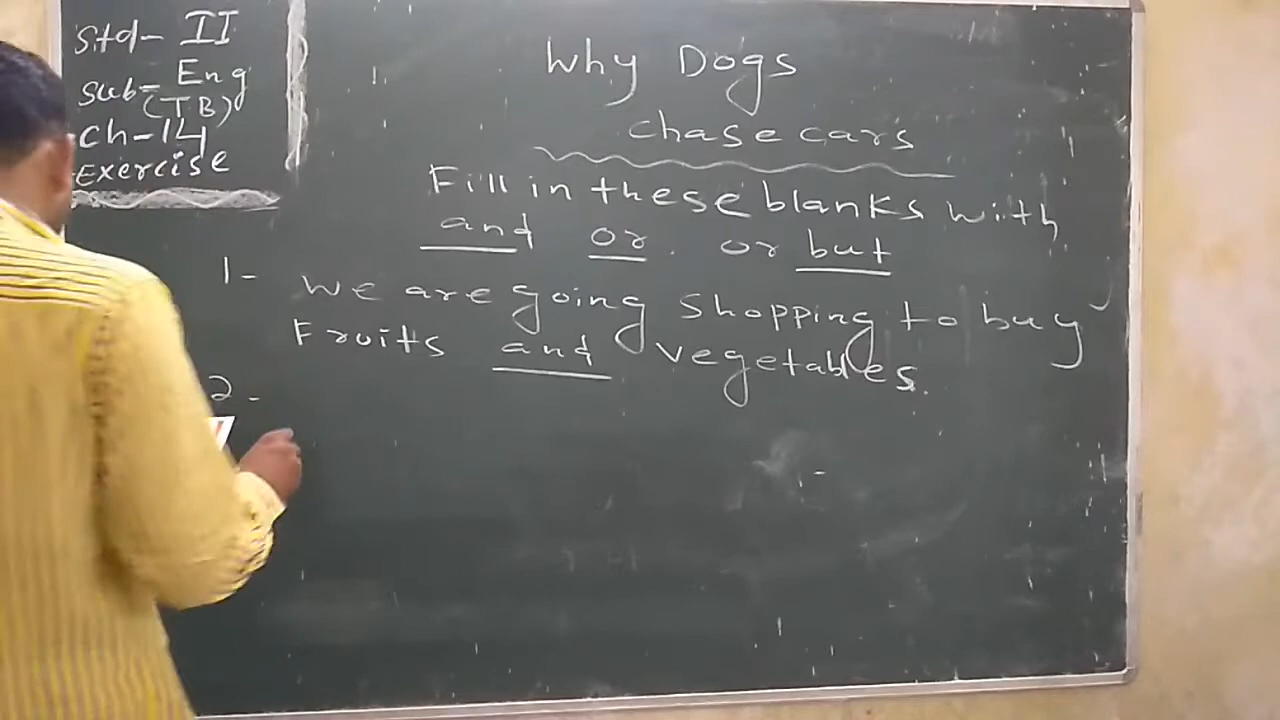 Std- II
Sub- Eng
(TB)
Ch-14
Exercise
Why Dogs
chase cars
Fill in these blanks with
and or. or but
1- We are going shopping to buy
Fruits and vegetables.
2-